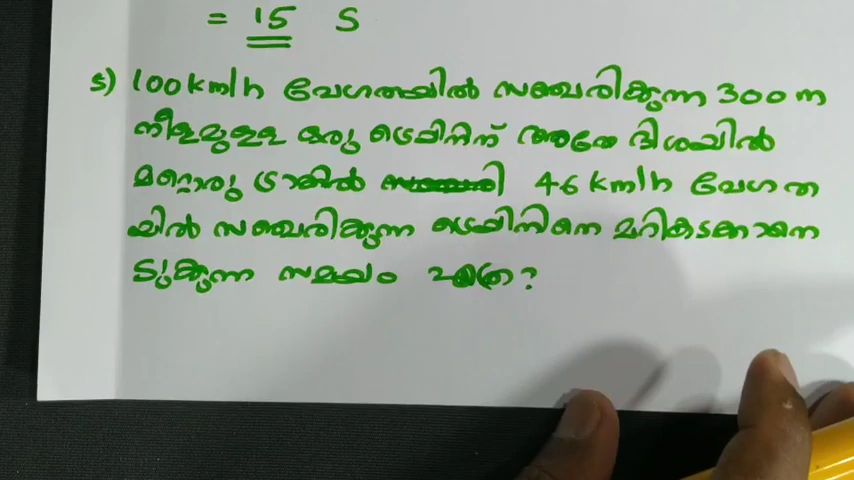 = 15 S
5) 100 km/h വേഗതയിൽ സഞ്ചരിക്കുന്ന 300 m
നീളമുള്ള ഒരു ട്രെയിനിന് അതേ ദിശയിൽ
മറ്റൊരു ട്രാക്കിൽ 46 km/h വേഗത
യിൽ സഞ്ചരിക്കുന്ന ട്രെയിനിനെ മറികടക്കാനെ
ടുക്കുന്ന സമയം എത്ര?